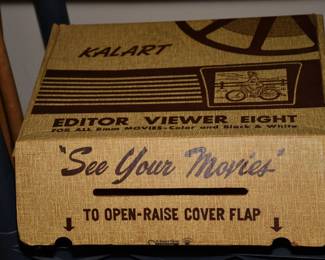 KALART
EDITOR VIEWER EIGHT
FOR ALL 8mm MOVIES-Color and Black & White
"See Your Movies"
TO OPEN-RAISE COVER FLAP